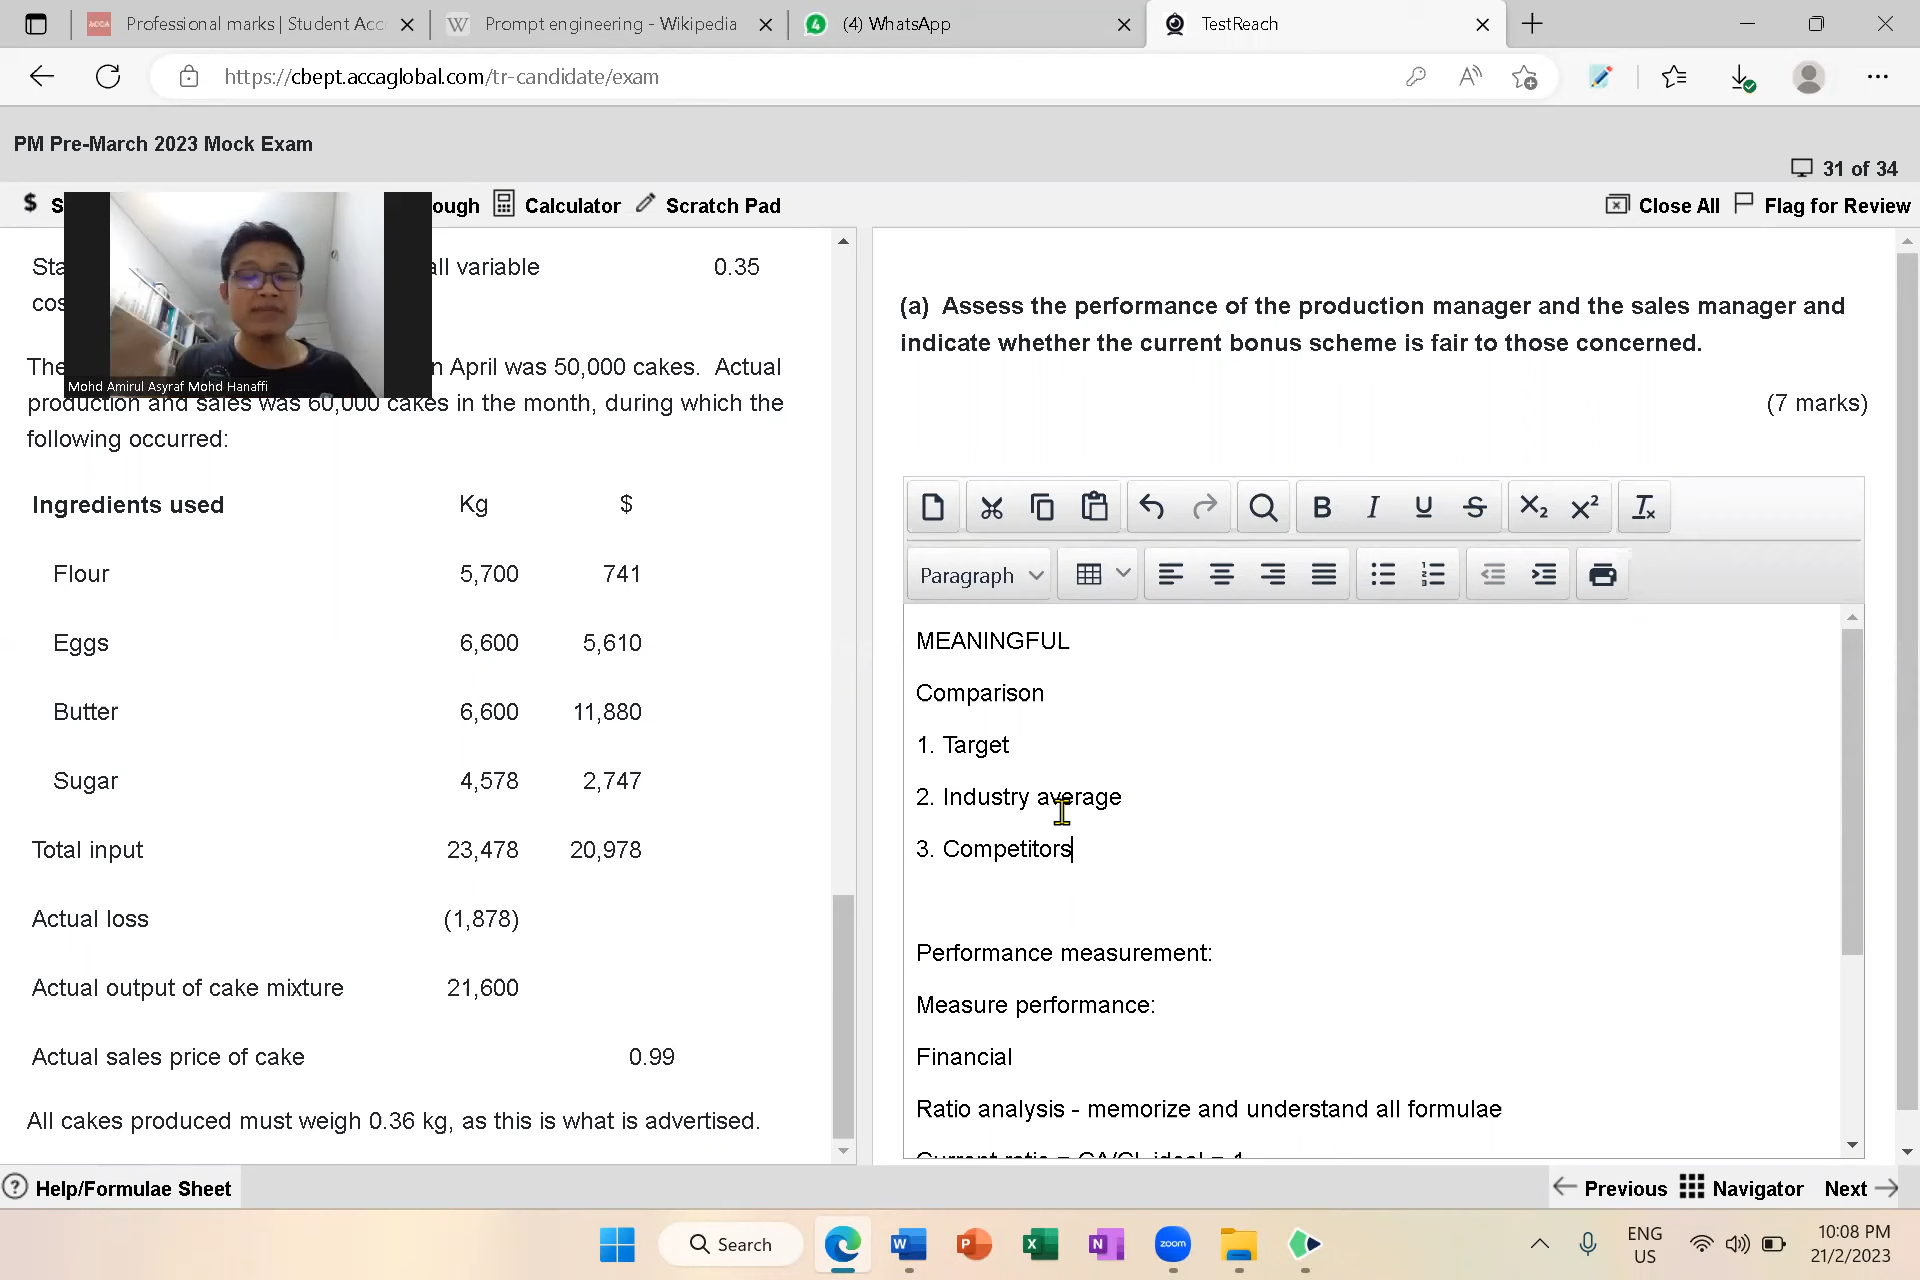 Professional marks | Student Acc
Prompt engineering - Wikipedia
(4) WhatsApp
TestReach
https://cbept.accaglobal.com/tr-candidate/exam
PM Pre-March 2023 Mock Exam
31 of 34
Calculator
Scratch Pad
Close All
Flag for Review
all variable 0.35
The
n April was 50,000 cakes. Actual
production and sales was 60,000 cakes in the month, during which the
following occurred:
Ingredients used Kg $
Flour 5,700 741
Eggs 6,600 5,610
Butter 6,600 11,880
Sugar 4,578 2,747
Total input 23,478 20,978
Actual loss (1,878)
Actual output of cake mixture 21,600
Actual sales price of cake 0.99
All cakes produced must weigh 0.36 kg, as this is what is advertised.
Mohd Amirul Asyraf Mohd Hanaffi
(a) Assess the performance of the production manager and the sales manager and
indicate whether the current bonus scheme is fair to those concerned.
(7 marks)
Paragraph
MEANINGFUL
Comparison
1. Target
2. Industry average
3. Competitors
Performance measurement:
Measure performance:
Financial
Ratio analysis - memorize and understand all formulae
Current ratio = CA/CL ideal = 1
Help/Formulae Sheet
Previous
Navigator
Next
Search
zoom
ENG
US
10:08 PM
21/2/2023